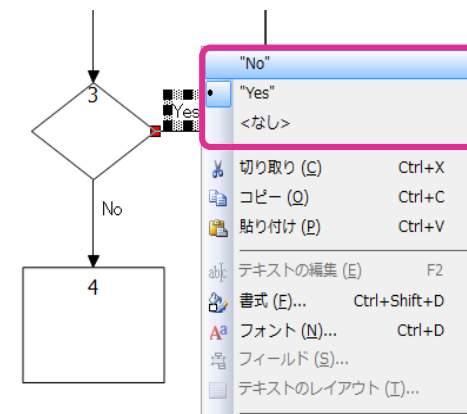 3
Yes
No
4
"No"
"Yes"
<なし>
切り取り (C) Ctrl+X
コピー (O) Ctrl+C
貼り付け (P) Ctrl+V
テキストの編集 (E) F2
書式 (F)... Ctrl+Shift+D
フォント (N)... Ctrl+D
フィールド (S)...
テキストのレイアウト (I)...